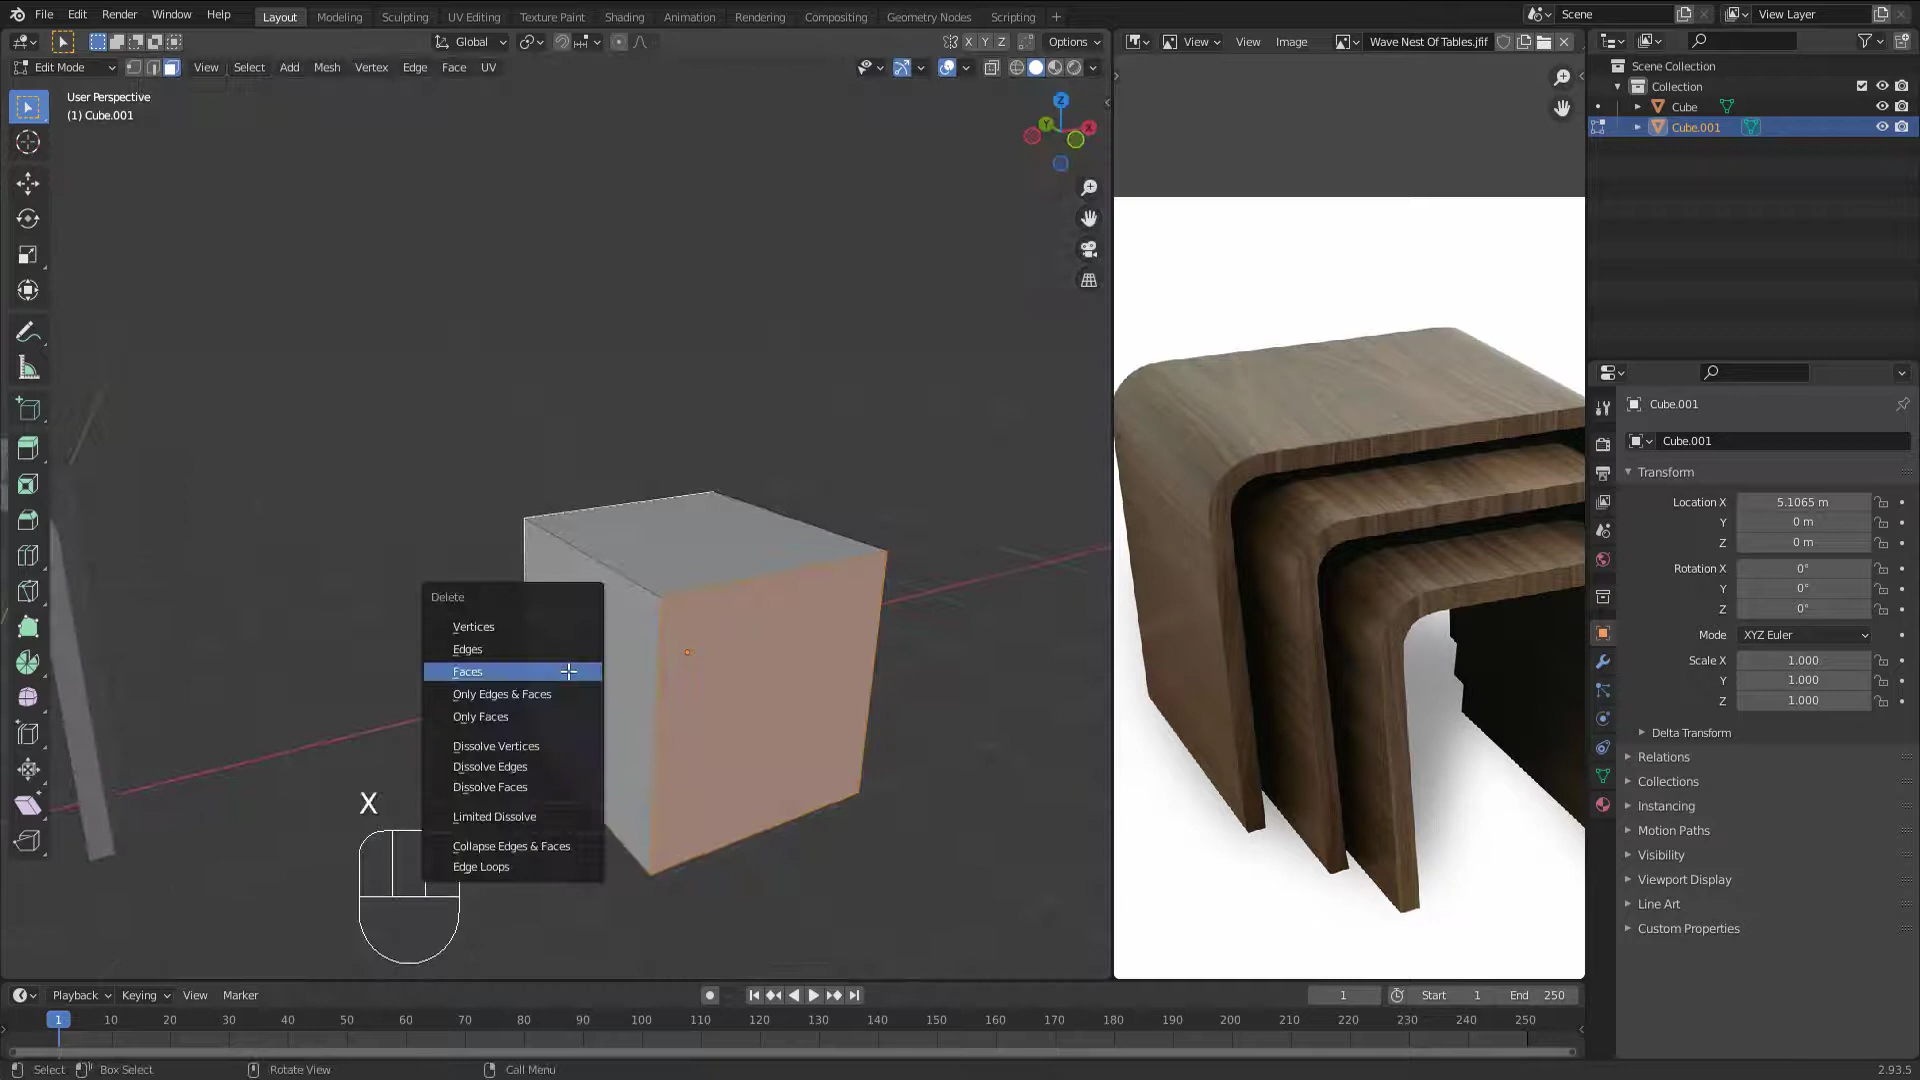 File Edit Render Window Help Layout Modeling Sculpting UV Editing Texture Paint Shading Animation Rendering Compositing Geometry Nodes Scripting + Scene View Layer
Global X Y Z Options View View Image Wave Nest Of Tables.jfif
Edit Mode View Select Add Mesh Vertex Edge Face UV
Scene Collection
Collection
Cube
Cube.001
User Perspective
(1) Cube.001
Z
Y
X
Delete
Vertices
Edges
Faces
Only Edges & Faces
Only Faces
Dissolve Vertices
Dissolve Edges
Dissolve Faces
Limited Dissolve
Collapse Edges & Faces
Edge Loops
X
Cube.001
Cube.001
Transform
Location X 5.1065 m
Y 0 m
Z 0 m
Rotation X 0°
Y 0°
Z 0°
Mode XYZ Euler
Scale X 1.000
Y 1.000
Z 1.000
Delta Transform
Relations
Collections
Instancing
Motion Paths
Visibility
Viewport Display
Line Art
Custom Properties
Playback Keying View Marker 1 Start 1 End 250
1 10 20 30 40 50 60 70 80 90 100 110 120 130 140 150 160 170 180 190 200 210 220 230 240 250
Select Box Select Rotate View Call Menu 2.93.5